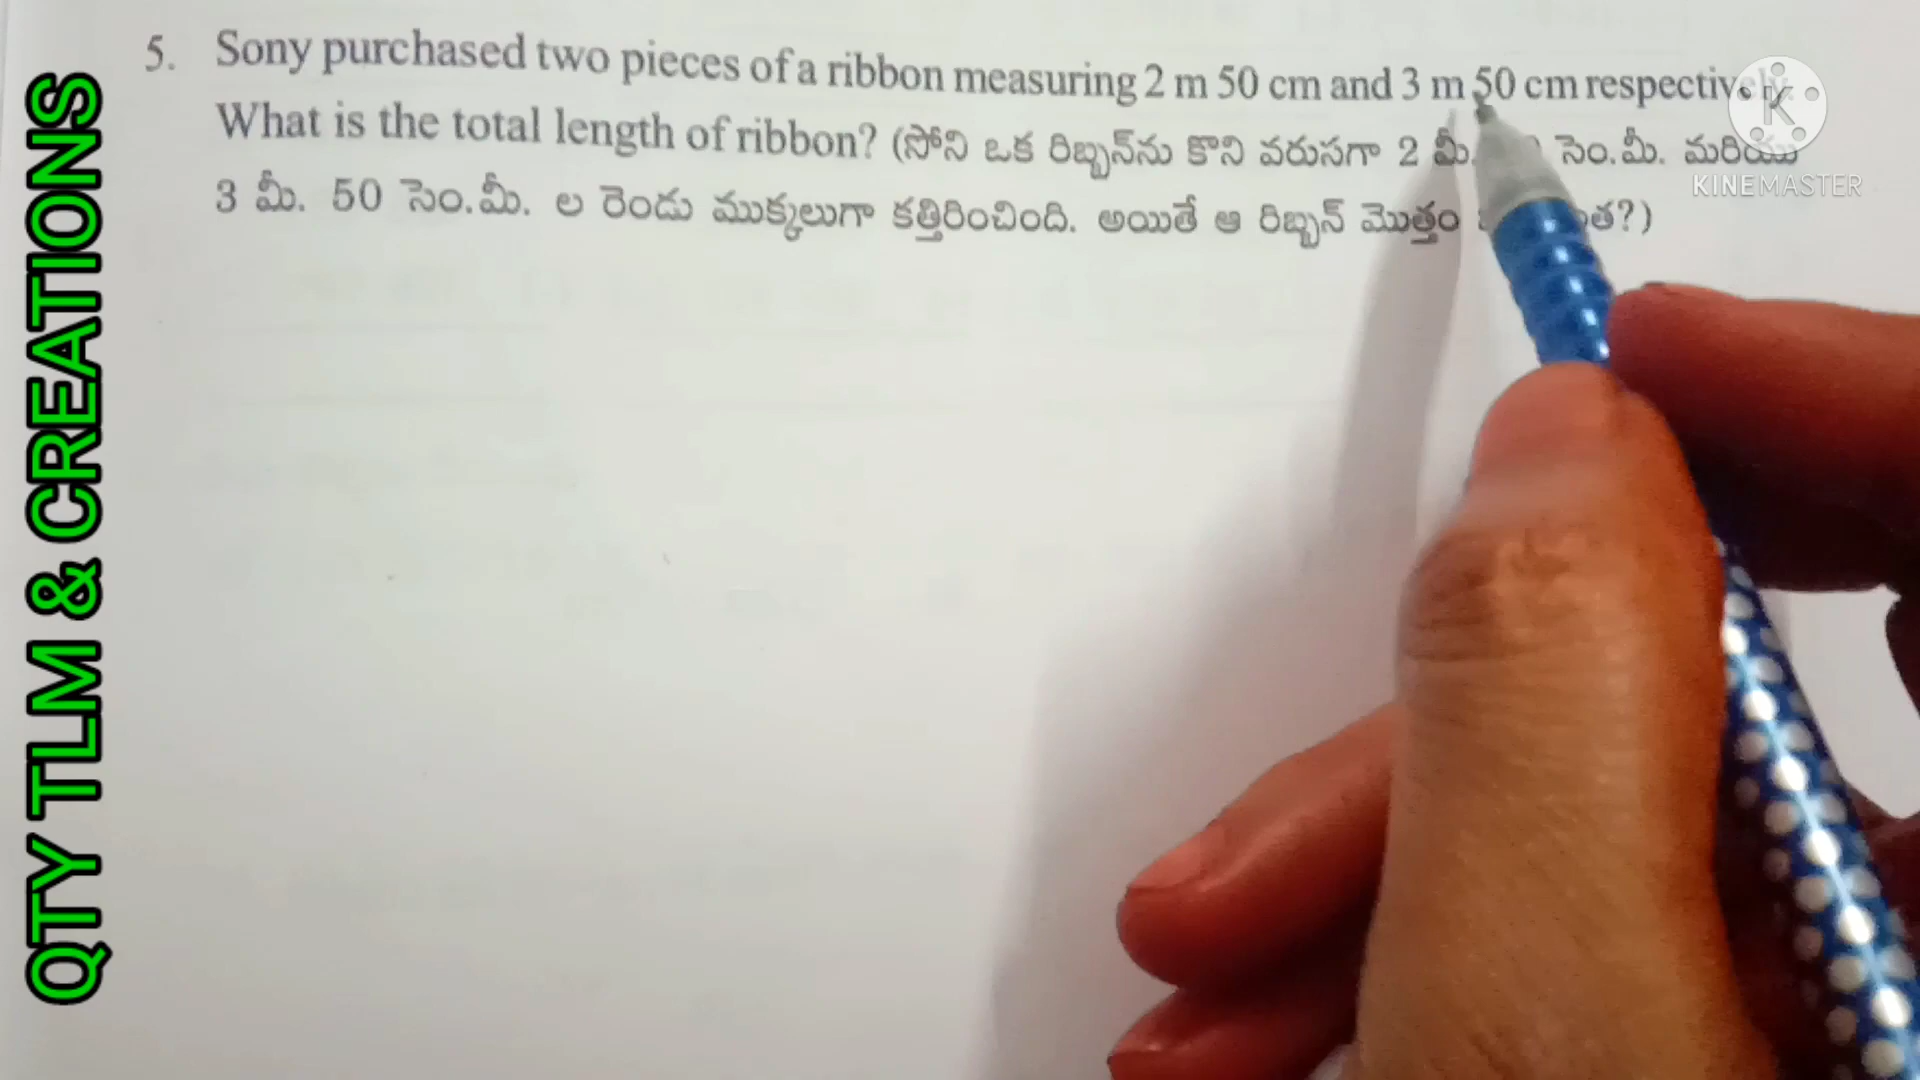 5. Sony purchased two pieces of a ribbon measuring 2 m 50 cm and 3 m 50 cm
What is the total length of ribbon? (సోని ఒక రిబ్బన్‌ను కొని వరుసగా 2 మీ. సెం.మీ. మరియు
3 మీ. 50 సెం.మీ. ల రెండు ముక్కలుగా కత్తిరించింది. అయితే ఆ రిబ్బన్ మొత్తం
QTY TLM & CREATIONS
K
KINEMASTER